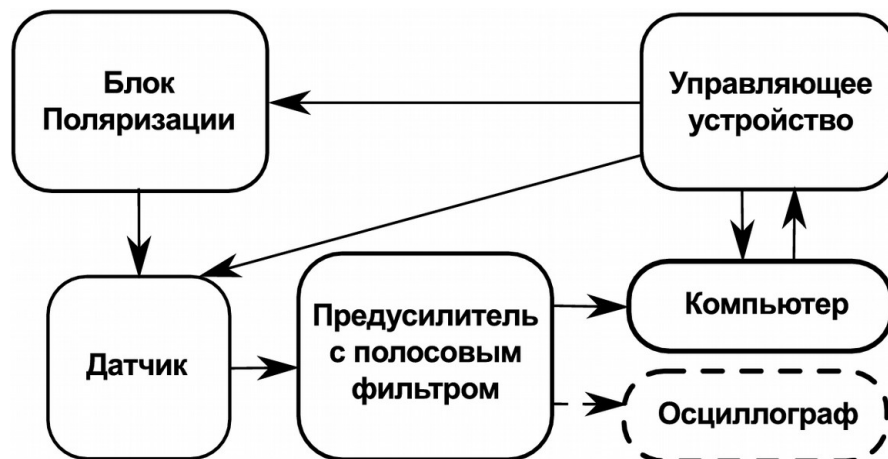 Блок
Поляризации
Управляющее
устройство
Датчик
Предусилитель
с полосовым
фильтром
Компьютер
Осциллограф